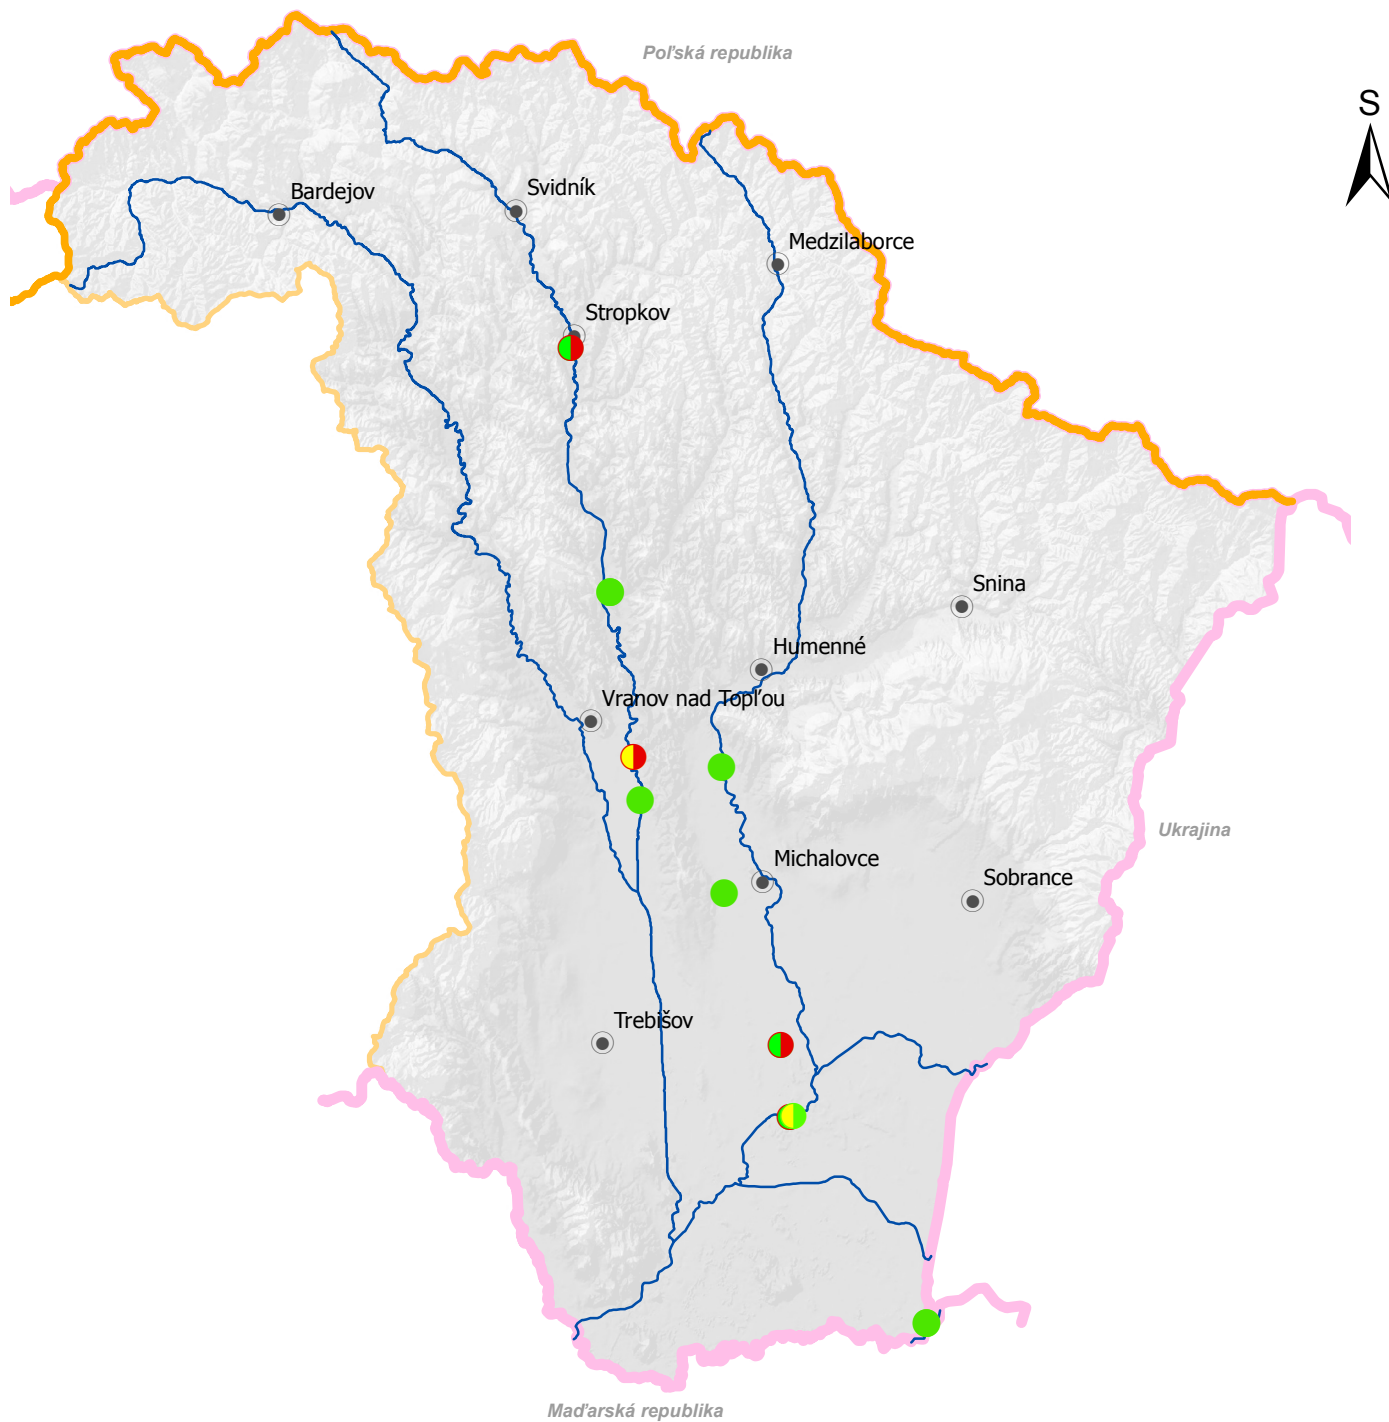 Poľská republika
S
Bardejov
Svidník
Medzilaborce
Stropkov
Snina
Humenné
Vranov nad Topľou
Ukrajina
Michalovce
Sobrance
Trebišov
Maďarská republika